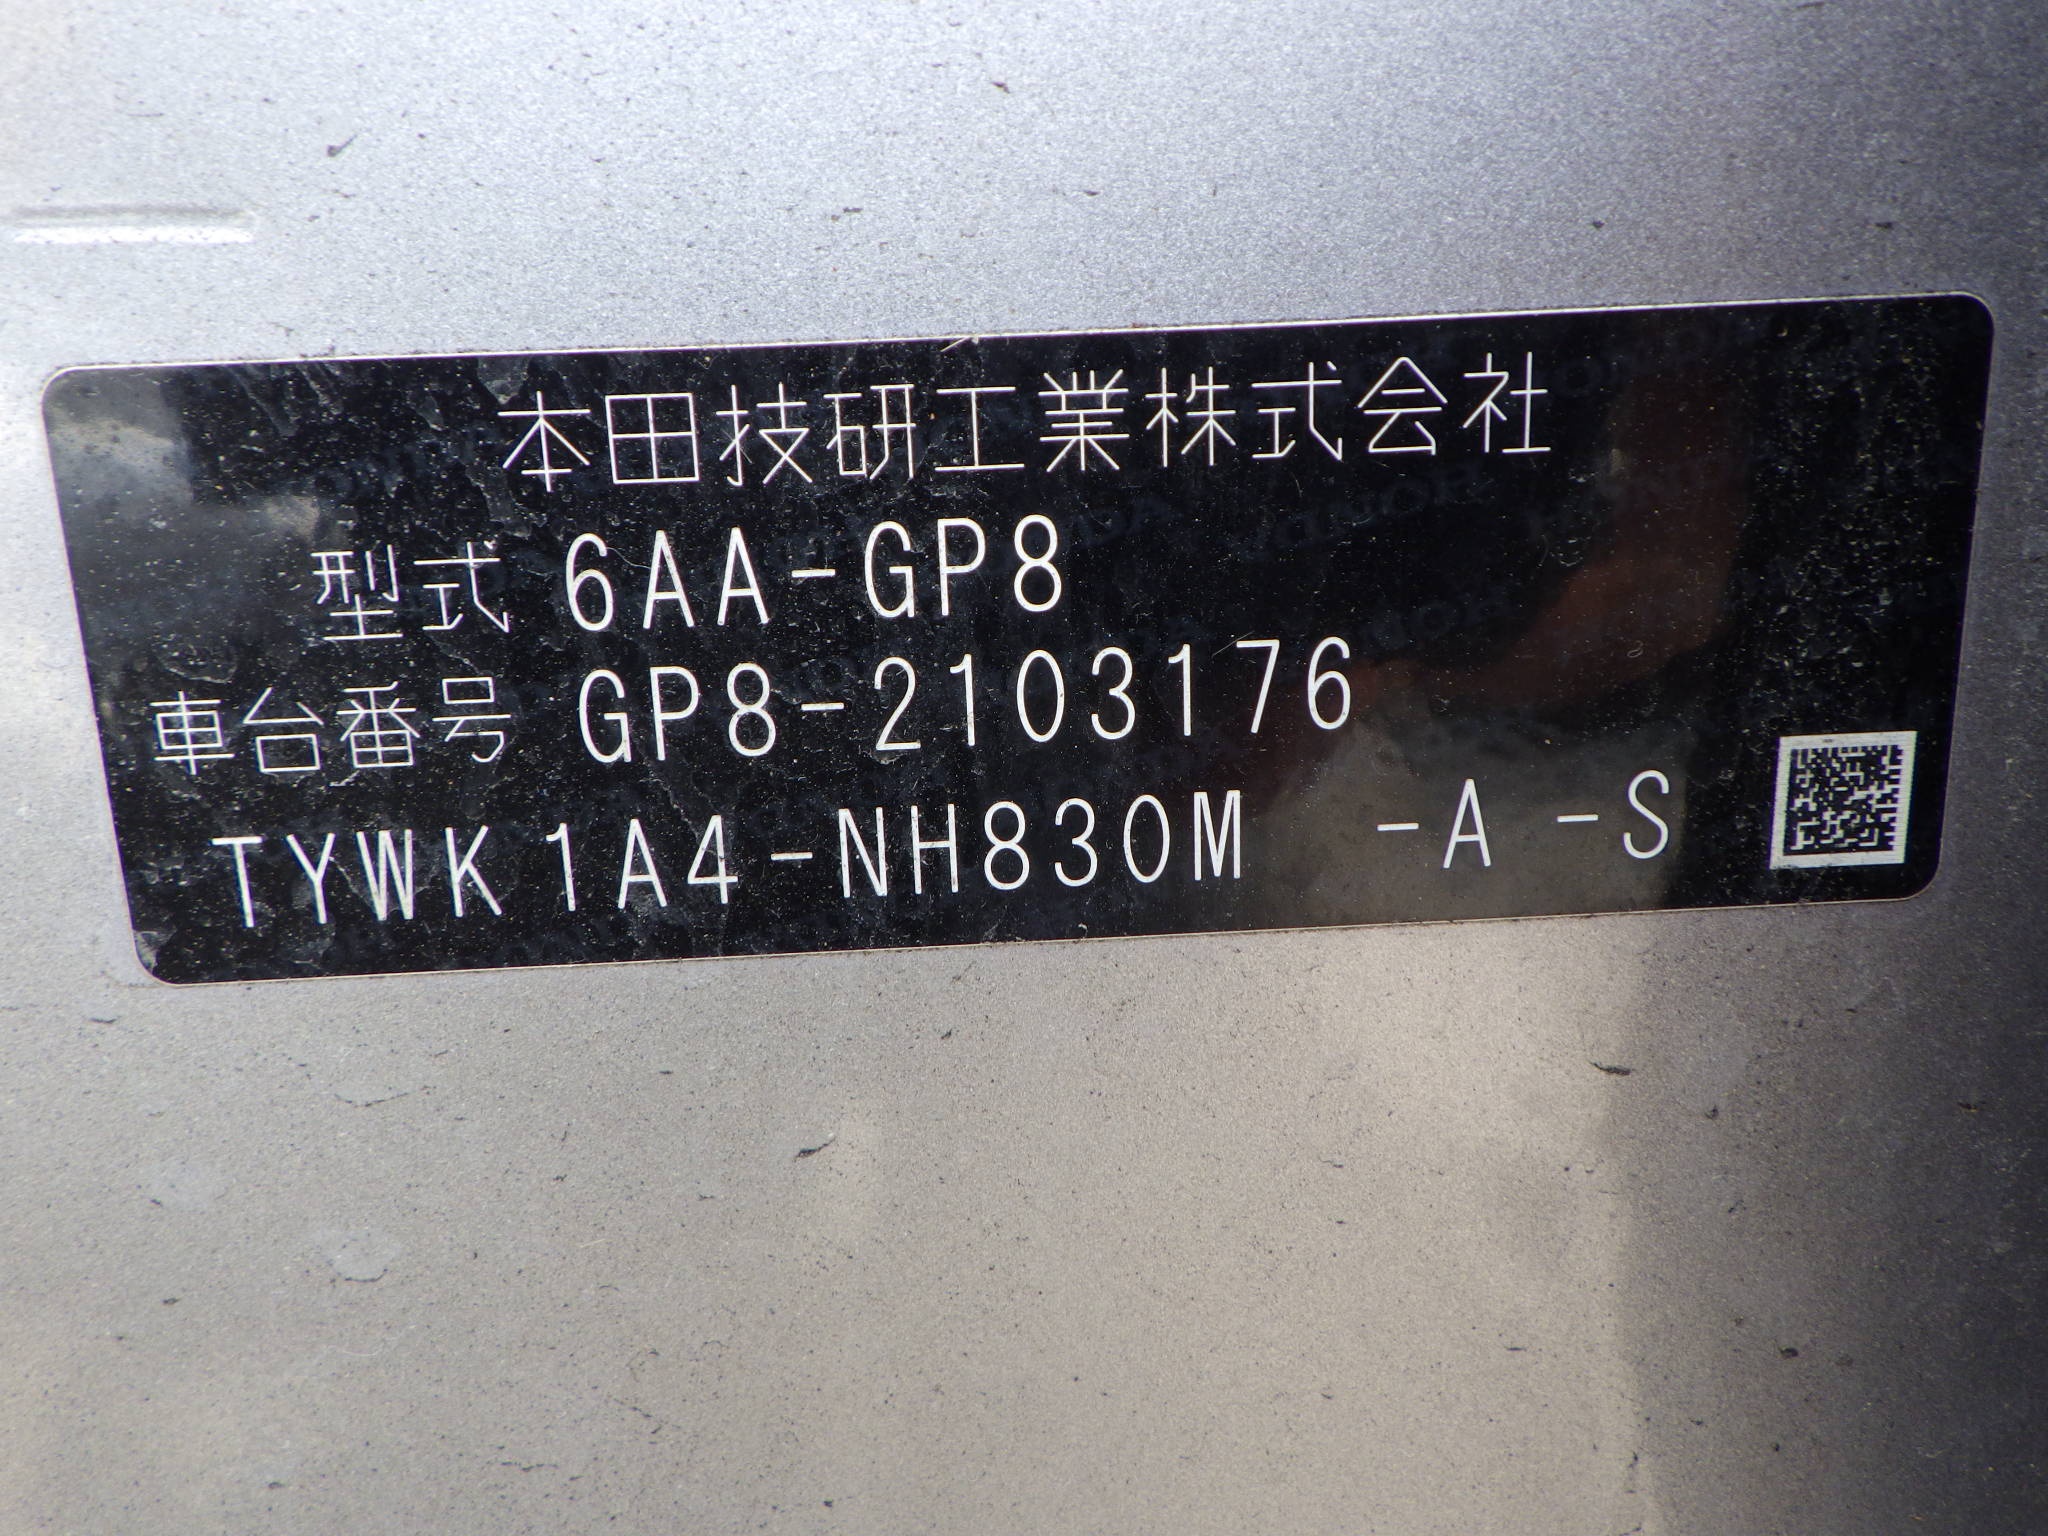 本田技研工業株式会社
型式 6AA-GP8
車台番号 GP8-2103176
TYWK1A4-NH830M -A -S